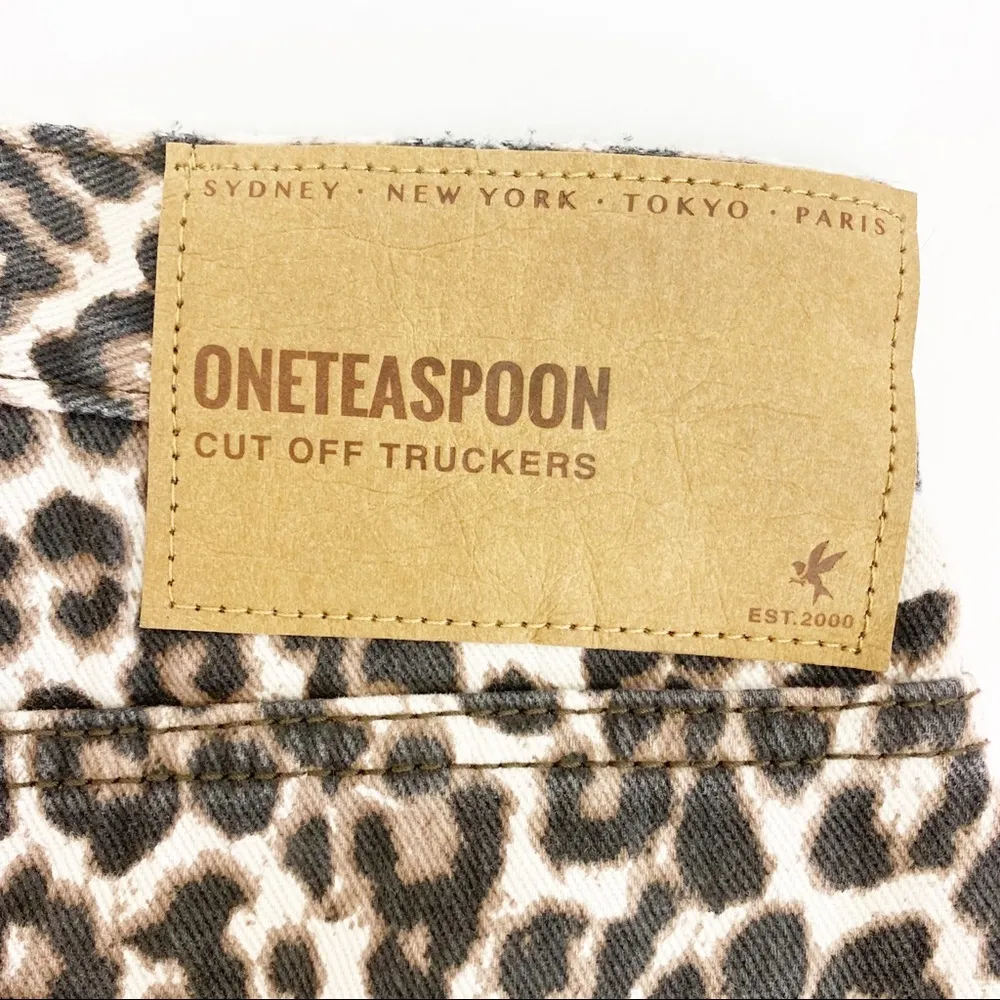 SYDNEY · NEW YORK · TOKYO · PARIS
ONETEASPOON
CUT OFF TRUCKERS
EST.2000